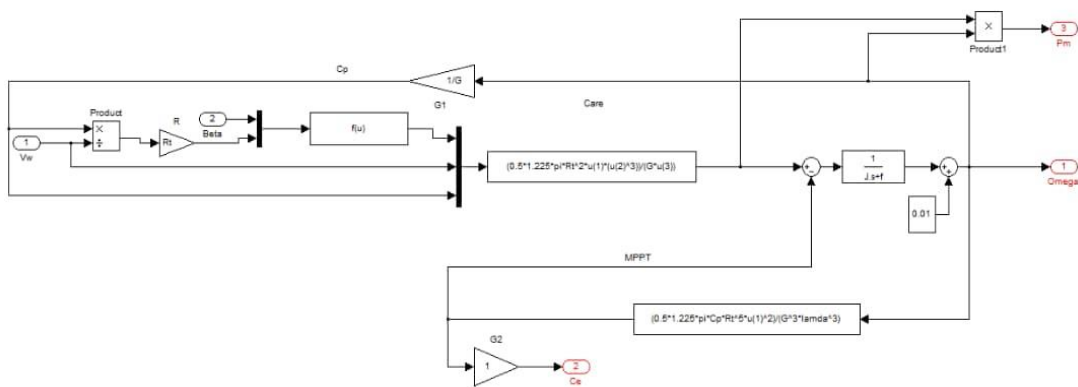 3
Pm
×
Product1
Cp
1/G
G1
Care
Product
×
÷
R
Rt
2
Beta
f(u)
1
Vw
(0.5*1.225*pi*Rt^2*u(1)*(u(2)^3))/(G*u(3))
+
−
1
J.s+f
+
+
0.01
1
Omega
MPPT
(0.5*1.225*pi*Cp*Rt^5*u(1)^2)/(G^3*lamda^3)
G2
1
2
Ce